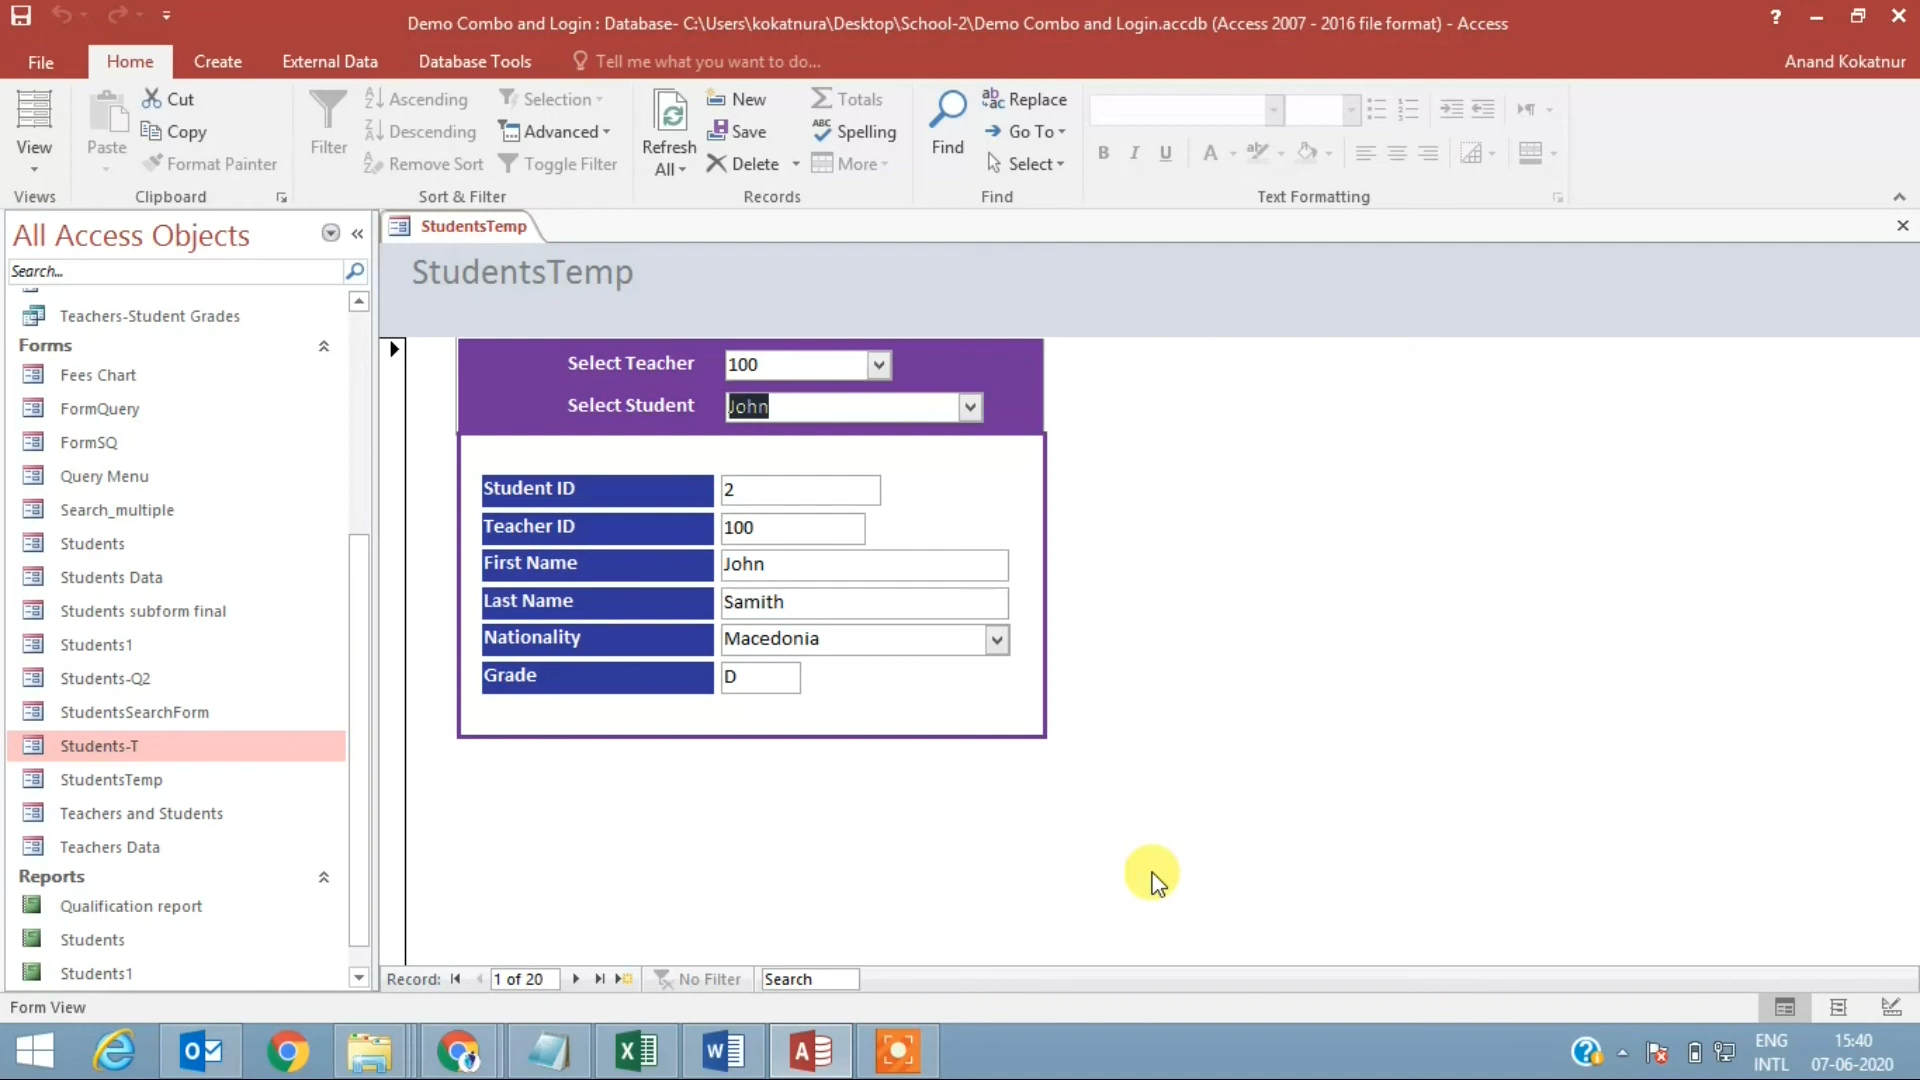 Demo Combo and Login : Database- C:\Users\kokatnura\Desktop\School-2\Demo Combo and Login.accdb (Access 2007 - 2016 file format) - Access
?
File
Home
Create
External Data
Database Tools
Tell me what you want to do...
Anand Kokatnur
View
Paste
Cut
Copy
Format Painter
Filter
Ascending
Descending
Remove Sort
Selection
Advanced
Toggle Filter
Refresh
All
New
Save
Delete
Totals
Spelling
More
Find
Replace
Go To
Select
B I U
Views
Clipboard
Sort & Filter
Records
Find
Text Formatting
All Access Objects
Search...
Teachers-Student Grades
Forms
Fees Chart
FormQuery
FormSQ
Query Menu
Search_multiple
Students
Students Data
Students subform final
Students1
Students-Q2
StudentsSearchForm
Students-T
StudentsTemp
Teachers and Students
Teachers Data
Reports
Qualification report
Students
Students1
StudentsTemp
StudentsTemp
Select Teacher 100
Select Student John
Student ID 2
Teacher ID 100
First Name John
Last Name Samith
Nationality Macedonia
Grade D
Record: 1 of 20 No Filter Search
Form View
ENG
INTL
15:40
07-06-2020